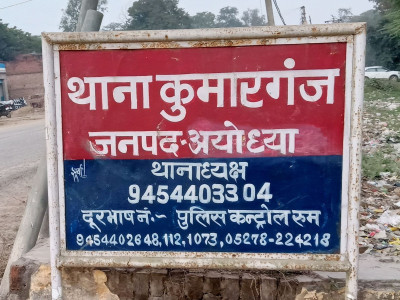 थाना कुमारगंज
जनपद-अयोध्या
थानाध्यक्ष
9454403304
दूरभाष नं:- पुलिस कन्ट्रोल रुम
9454402648,112,1073,05278-224218